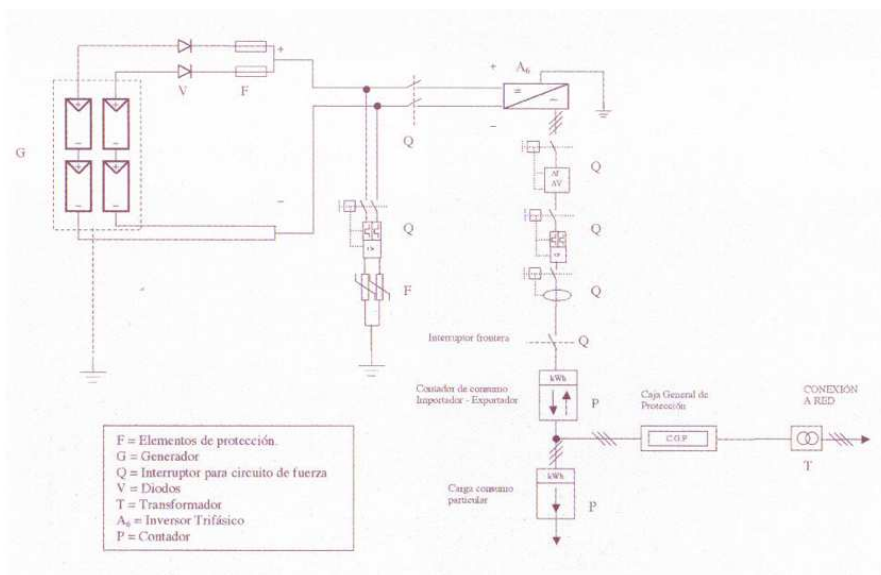 +
A₆
V
F
+
=
~
G
Q
−
Q
ΔV
−
Q
Q
F
Q
Interruptor frontera
Q
kWh
Contador de consumo
Importador - Exportador
P
Caja General de
Protección
CONEXIÓN
A RED
C.G.P
T
kWh
Carga consumo
particular
P
F = Elementos de protección.
G = Generador
Q = Interruptor para circuito de fuerza
V = Diodos
T = Transformador
A₆ = Inversor Trifásico
P = Contador